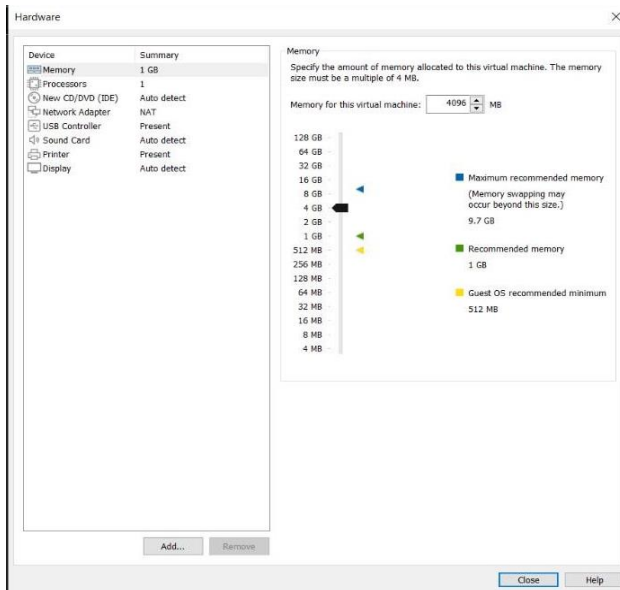 Hardware
Device Summary
Memory 1 GB
Processors 1
New CD/DVD (IDE) Auto detect
Network Adapter NAT
USB Controller Present
Sound Card Auto detect
Printer Present
Display Auto detect
Add... Remove
Memory
Specify the amount of memory allocated to this virtual machine. The memory
size must be a multiple of 4 MB.
Memory for this virtual machine: 4096 MB
128 GB
64 GB
32 GB
16 GB
8 GB
4 GB
2 GB
1 GB
512 MB
256 MB
128 MB
64 MB
32 MB
16 MB
8 MB
4 MB
Maximum recommended memory
(Memory swapping may
occur beyond this size.)
9.7 GB
Recommended memory
1 GB
Guest OS recommended minimum
512 MB
Close Help